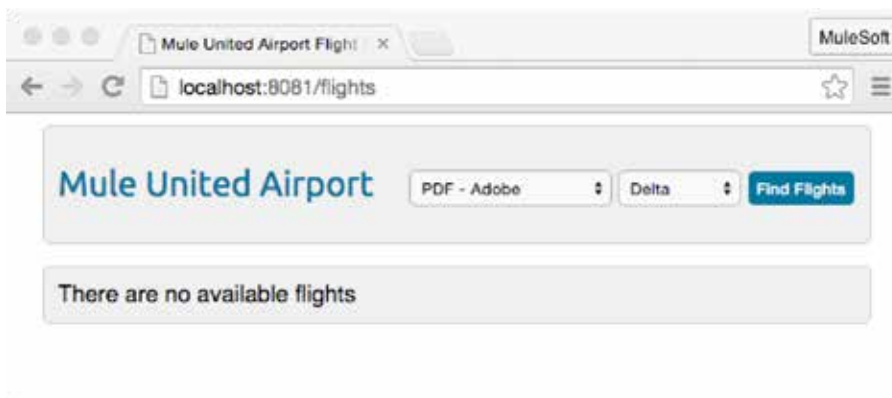 Mule United Airport Flight
MuleSoft
localhost:8081/flights
Mule United Airport
PDF - Adobe
Delta
Find Flights
There are no available flights